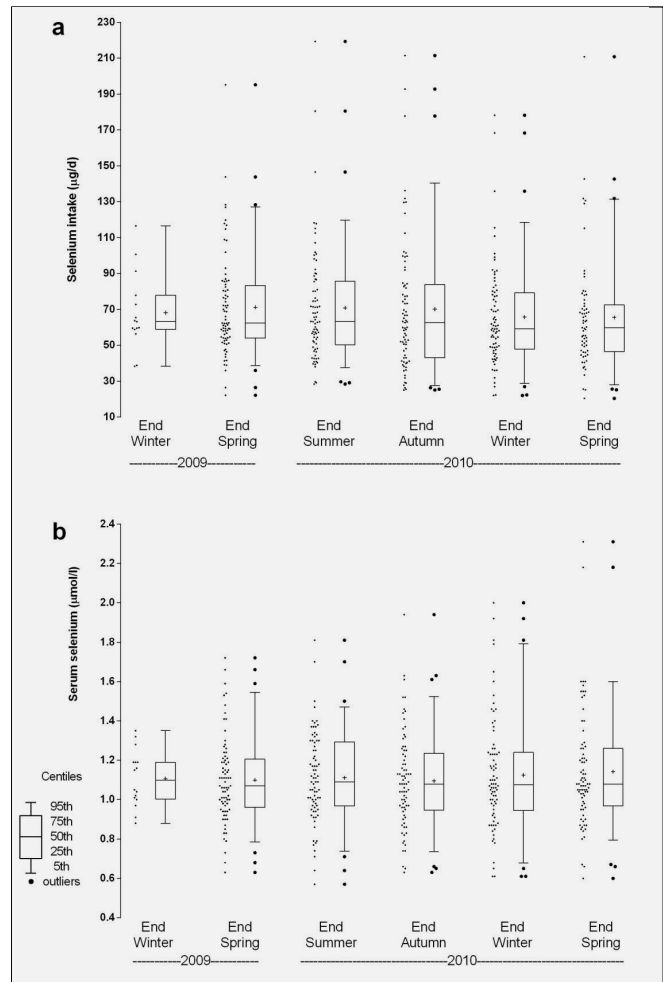 a
Selenium intake (µg/d)
230
210
190
170
150
130
110
90
70
50
30
10
End Winter
End Spring
End Summer
End Autumn
End Winter
End Spring
2009
2010
b
Serum selenium (µmol/l)
2.4
2.2
2.0
1.8
1.6
1.4
1.2
1.0
0.8
0.6
0.4
Centiles
95th
75th
50th
25th
5th
outliers
End Winter
End Spring
End Summer
End Autumn
End Winter
End Spring
2009
2010